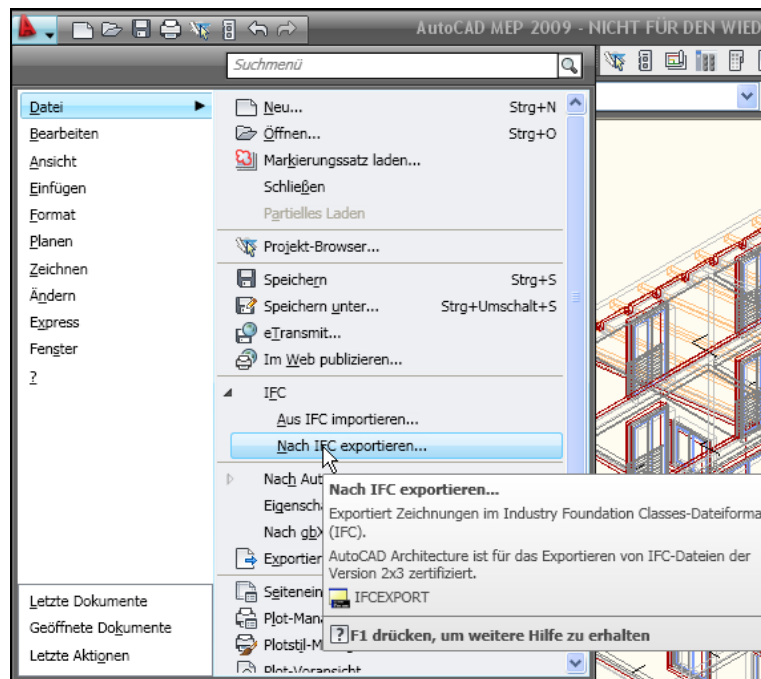 AutoCAD MEP 2009 - NICHT FÜR DEN WIED
Suchmenü
Datei
Bearbeiten
Ansicht
Einfügen
Format
Planen
Zeichnen
Ändern
Express
Fenster
?
Neu... Strg+N
Öffnen... Strg+O
Markierungssatz laden...
Schließen
Partielles Laden
Projekt-Browser...
Speichern Strg+S
Speichern unter... Strg+Umschalt+S
eTransmit...
Im Web publizieren...
IFC
Aus IFC importieren...
Nach IFC exportieren...
Nach Aut
Eigensch
Nach gbX
Exportier
Seitenein
Plot-Man
Plotstil-M
Plot-Voransicht
Nach IFC exportieren...
Exportiert Zeichnungen im Industry Foundation Classes-Dateiforma
(IFC).
AutoCAD Architecture ist für das Exportieren von IFC-Dateien der
Version 2x3 zertifiziert.
IFCEXPORT
? F1 drücken, um weitere Hilfe zu erhalten
Letzte Dokumente
Geöffnete Dokumente
Letzte Aktionen